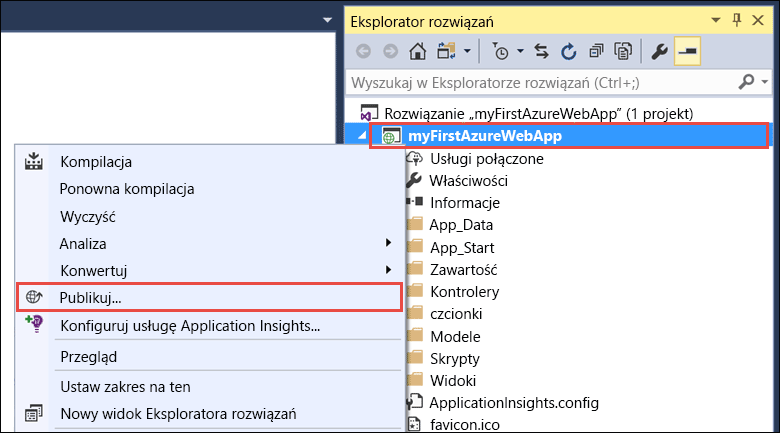 Eksplorator rozwiązań
Wyszukaj w Eksploratorze rozwiązań (Ctrl+;)
Rozwiązanie „myFirstAzureWebApp” (1 projekt)
myFirstAzureWebApp
Usługi połączone
Właściwości
Informacje
App_Data
App_Start
Zawartość
Kontrolery
czcionki
Modele
Skrypty
Widoki
ApplicationInsights.config
favicon.ico
Kompilacja
Ponowna kompilacja
Wyczyść
Analiza
Konwertuj
Publikuj...
Konfiguruj usługę Application Insights...
Przegląd
Ustaw zakres na ten
Nowy widok Eksploratora rozwiązań